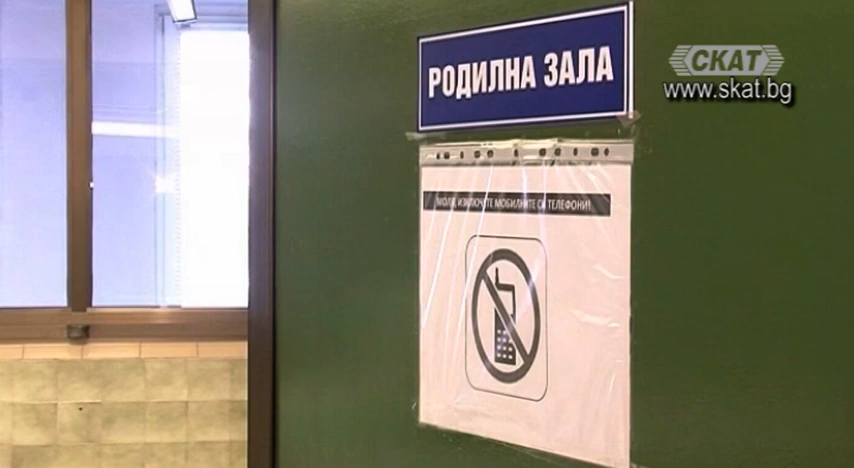 СКАТ
www.skat.bg
РОДИЛНА ЗАЛА
МОЛЯ, ИЗКЛЮЧЕТЕ МОБИЛНИТЕ СИ ТЕЛЕФОНИ!